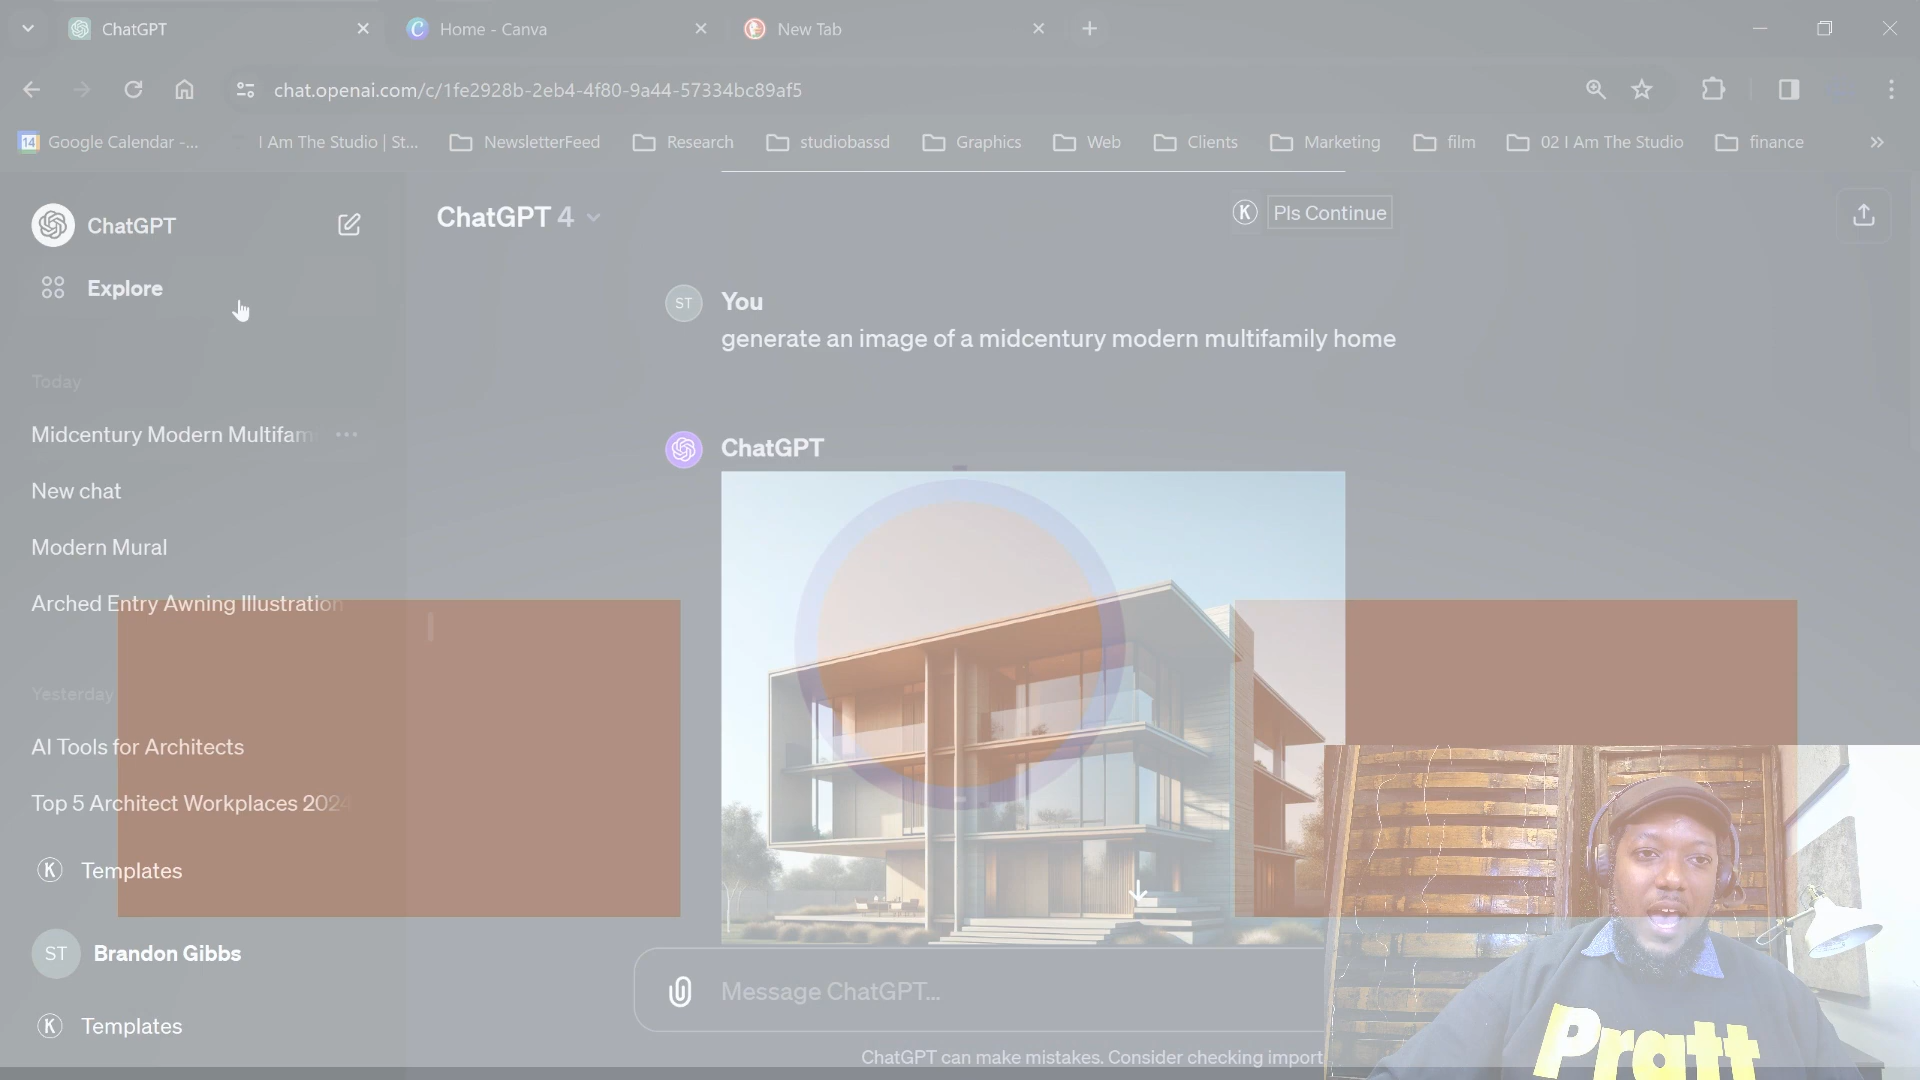 ChatGPT
Home - Canva
New Tab
chat.openai.com/c/1fe2928b-2eb4-4f80-9a44-57334bc89af5
14
Google Calendar -...
I Am The Studio | St...
NewsletterFeed
Research
studiobassd
Graphics
Web
Clients
Marketing
film
02 I Am The Studio
finance
ChatGPT
ChatGPT 4
K
Pls Continue
Explore
ST
You
generate an image of a midcentury modern multifamily home
Today
Midcentury Modern Multifam
ChatGPT
New chat
Modern Mural
Arched Entry Awning Illustration
Yesterday
AI Tools for Architects
Top 5 Architect Workplaces 2024
K
Templates
ST
Brandon Gibbs
Message ChatGPT...
K
Templates
ChatGPT can make mistakes. Consider checking import
Pratt